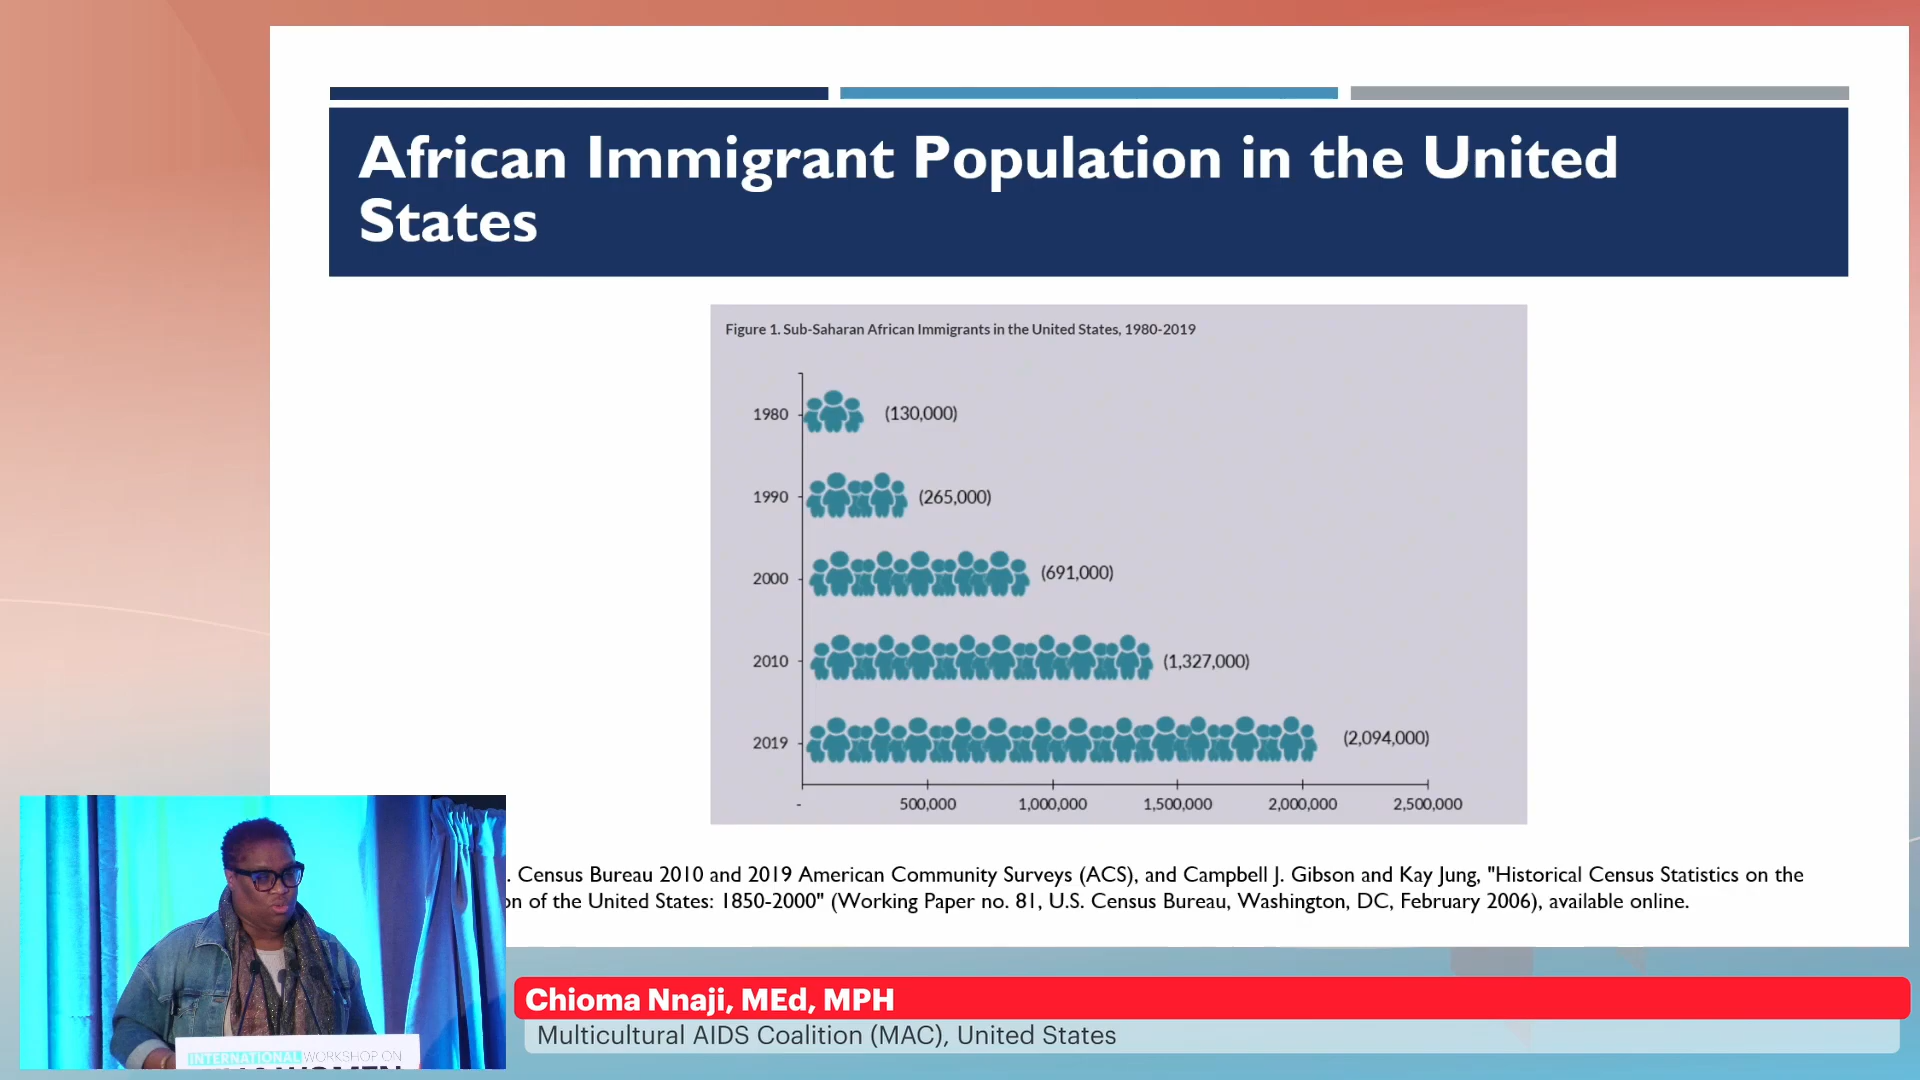 African Immigrant Population in the United
States
Figure 1. Sub-Saharan African Immigrants in the United States, 1980-2019
1980 (130,000)
1990 (265,000)
2000 (691,000)
2010 (1,327,000)
2019 (2,094,000)
- 500,000 1,000,000 1,500,000 2,000,000 2,500,000
. Census Bureau 2010 and 2019 American Community Surveys (ACS), and Campbell J. Gibson and Kay Jung, "Historical Census Statistics on the
on of the United States: 1850-2000" (Working Paper no. 81, U.S. Census Bureau, Washington, DC, February 2006), available online.
INTERNATIONAL WORKSHOP ON
WOMEN
Chioma Nnaji, MEd, MPH
Multicultural AIDS Coalition (MAC), United States